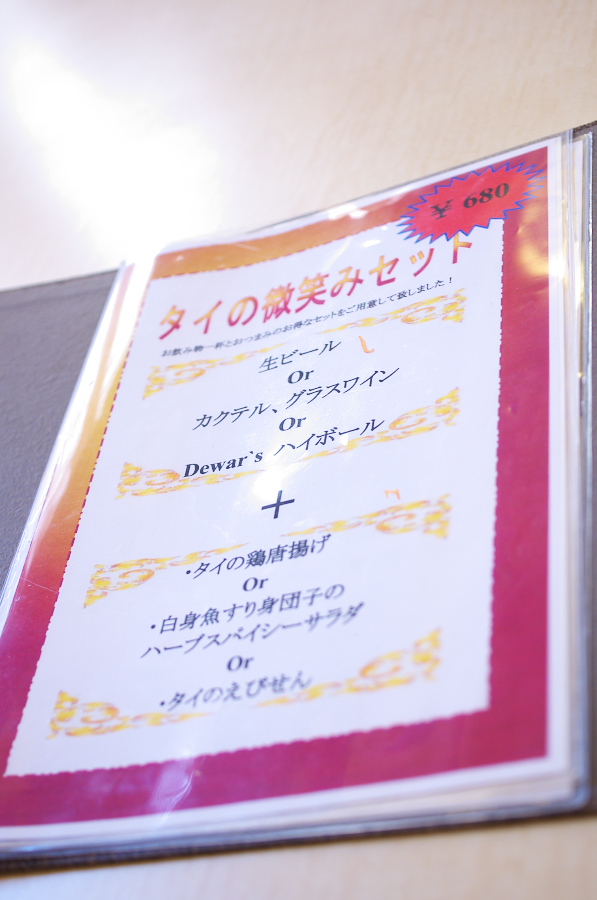 ¥ 680
タイの微笑みセット
お飲み物一杯とおつまみのお得なセットをご用意して致しました!
生ビール
Or
カクテル、グラスワイン
Or
Dewar`s ハイボール
+
・タイの鶏唐揚げ
Or
・白身魚すり身団子の
ハーブスパイシーサラダ
Or
・タイのえびせん